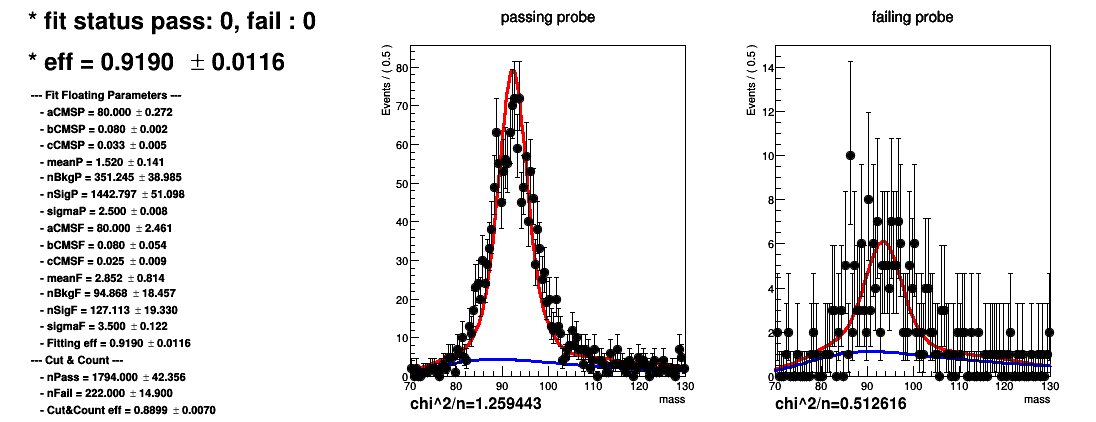 * fit status pass: 0, fail : 0
* eff = 0.9190 ± 0.0116
--- Fit Floating Parameters ---
- aCMSP = 80.000 ± 0.272
- bCMSP = 0.080 ± 0.002
- cCMSP = 0.033 ± 0.005
- meanP = 1.520 ± 0.141
- nBkgP = 351.245 ± 38.985
- nSigP = 1442.797 ± 51.098
- sigmaP = 2.500 ± 0.008
- aCMSF = 80.000 ± 2.461
- bCMSF = 0.080 ± 0.054
- cCMSF = 0.025 ± 0.009
- meanF = 2.852 ± 0.814
- nBkgF = 94.868 ± 18.457
- nSigF = 127.113 ± 19.330
- sigmaF = 3.500 ± 0.122
- Fitting eff = 0.9190 ± 0.0116
--- Cut & Count ---
- nPass = 1794.000 ± 42.356
- nFail = 222.000 ± 14.900
- Cut&Count eff = 0.8899 ± 0.0070
passing probe
Events / ( 0.5 )
80
70
60
50
40
30
20
10
0
70 80 90 100 110 120 130
mass
chi^2/n=1.259443
failing probe
Events / ( 0.5 )
14
12
10
8
6
4
2
0
70 80 90 100 110 120 130
mass
chi^2/n=0.512616